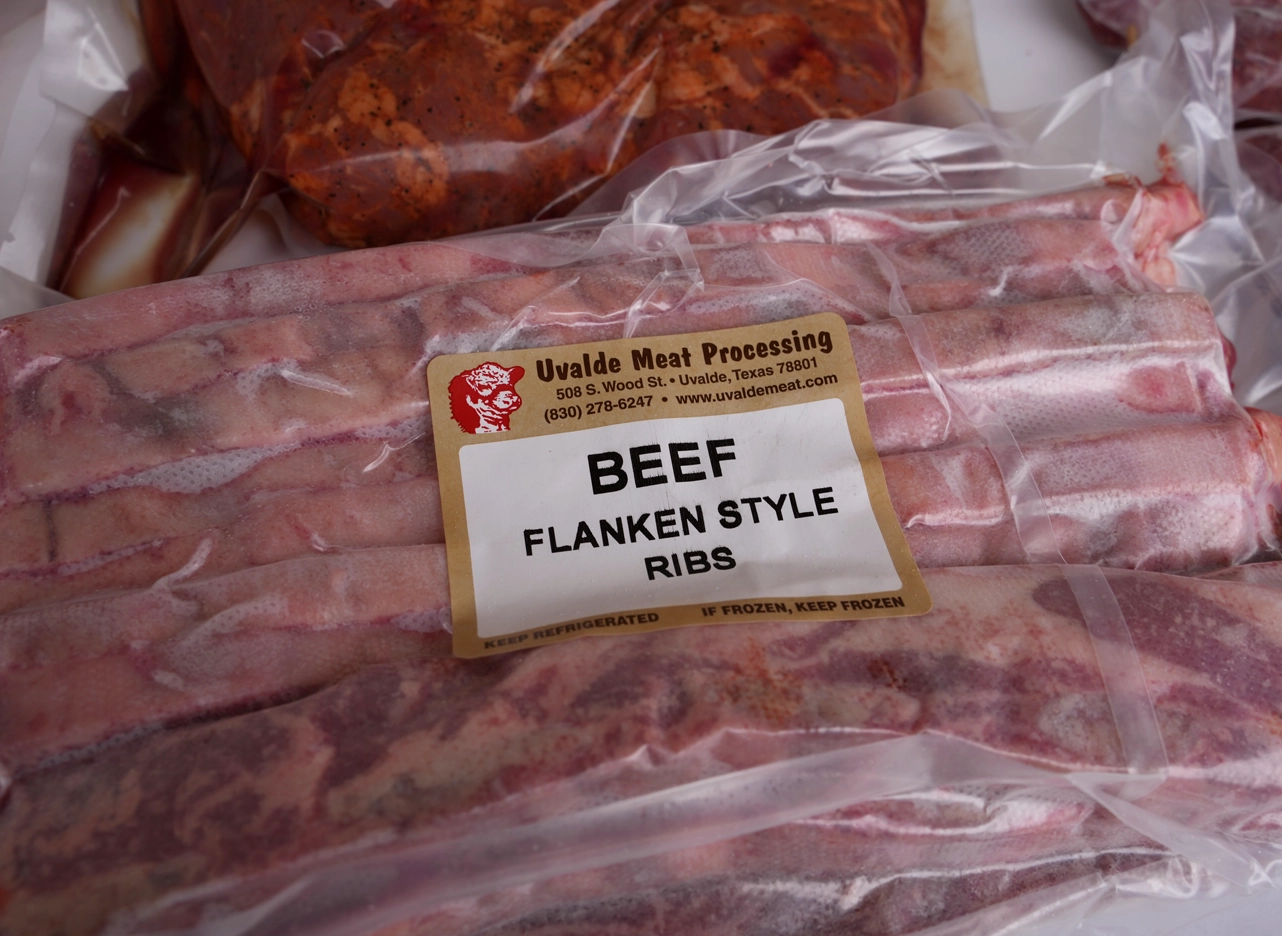 Uvalde Meat Processing
508 S. Wood St. • Uvalde, Texas 78801
(830) 278-6247 • www.uvaldemeat.com
BEEF
FLANKEN STYLE
RIBS
KEEP REFRIGERATED IF FROZEN, KEEP FROZEN